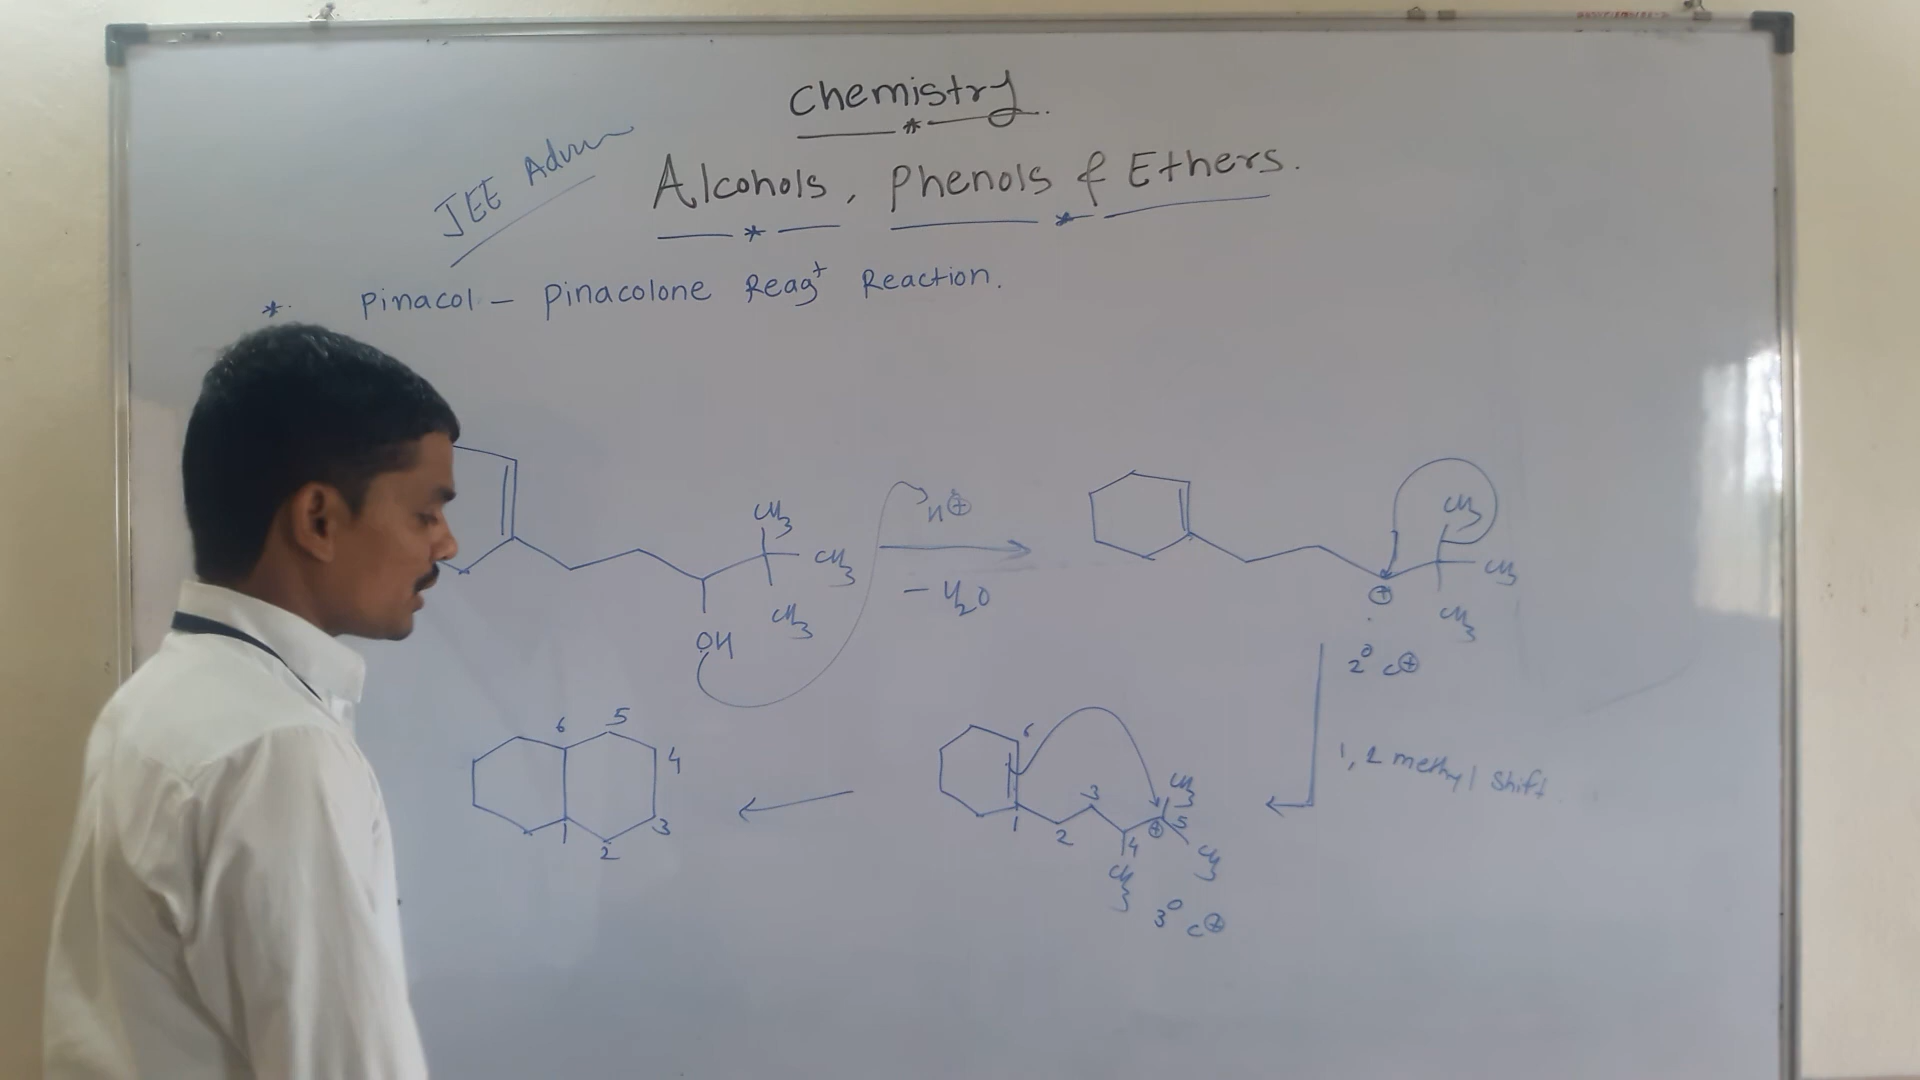 Chemistry.
JEE Adv
Alcohols, Phenols & Ethers.
*. Pinacol - Pinacolone Reagt Reaction.
CH3
CH3
CH3
OH
H⊕
- H2O
CH3
CH3
CH3
⊕
2° C⊕
1, 2 methyl shift
6 5 4 3 2 1
6 1 2 3 4 5
CH3
CH3
CH3
⊕
3° C⊕